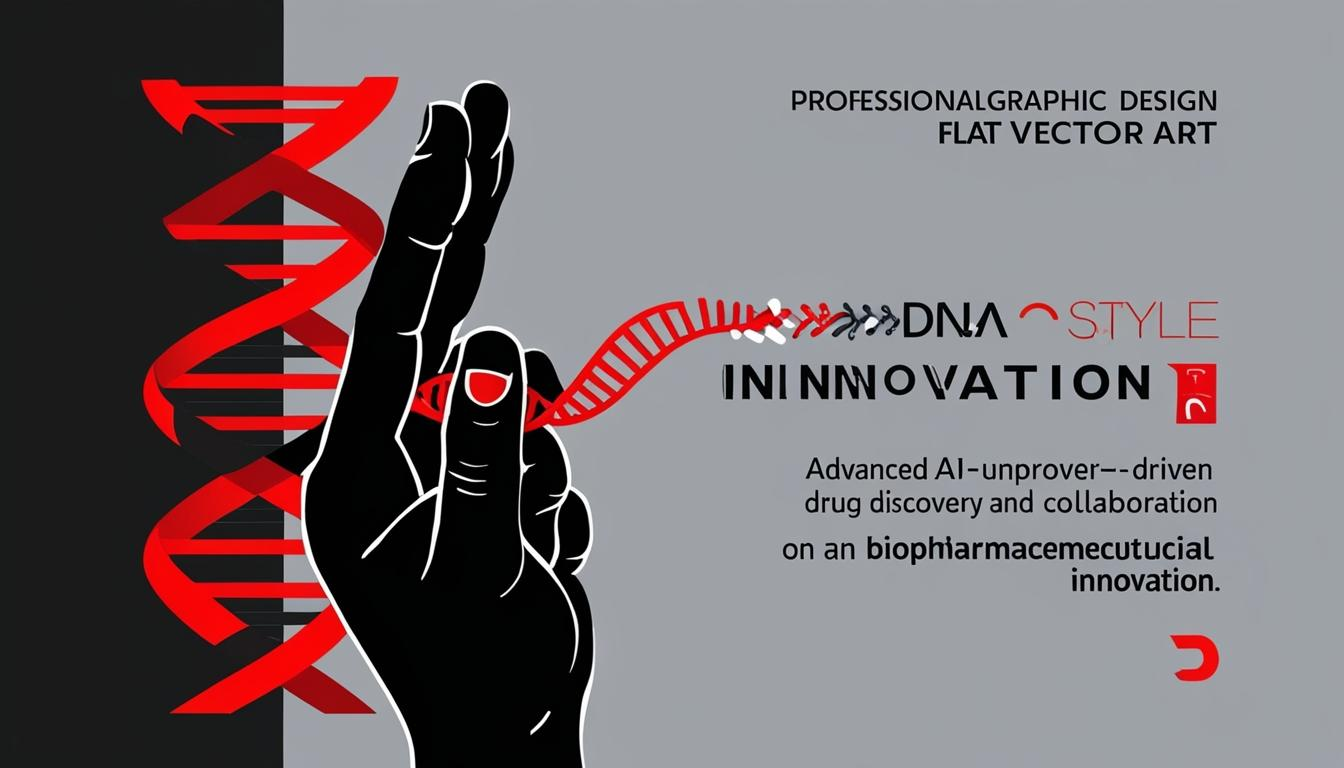 PROFESSIONALGRAPHIC DESIGN
FLAT VECTOR ART
DNA STYLE
ININNNOVATION
Advanced AI-unprover--driven
drug discovery and collaboration
on an biophiarmacemecutucial
innovation.